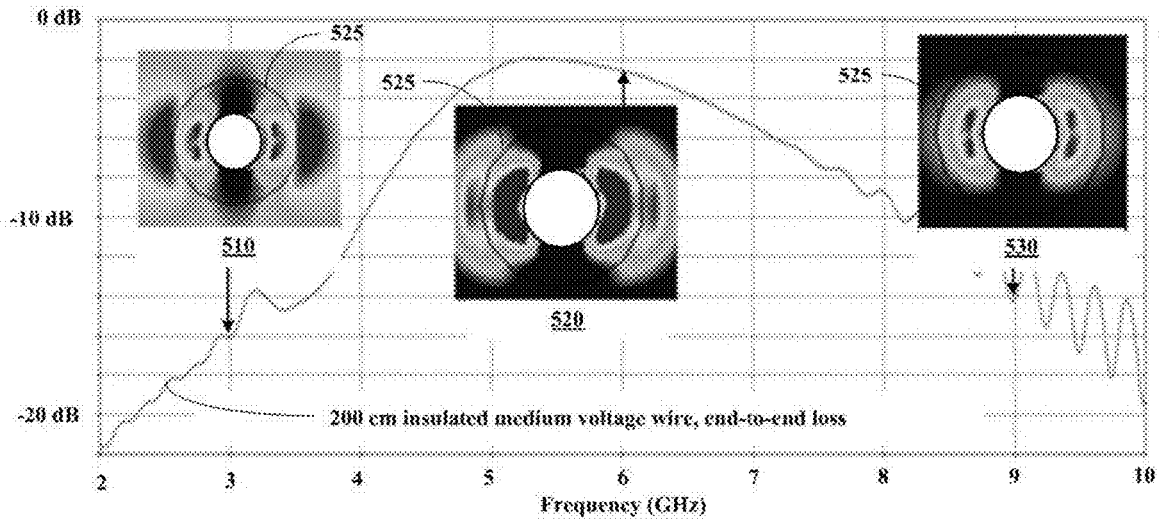 0 dB
525
525
525
-10 dB
510
520
530
-20 dB
200 cm insulated medium voltage wire, end-to-end loss
2 3 4 5 6 7 8 9 10
Frequency (GHz)